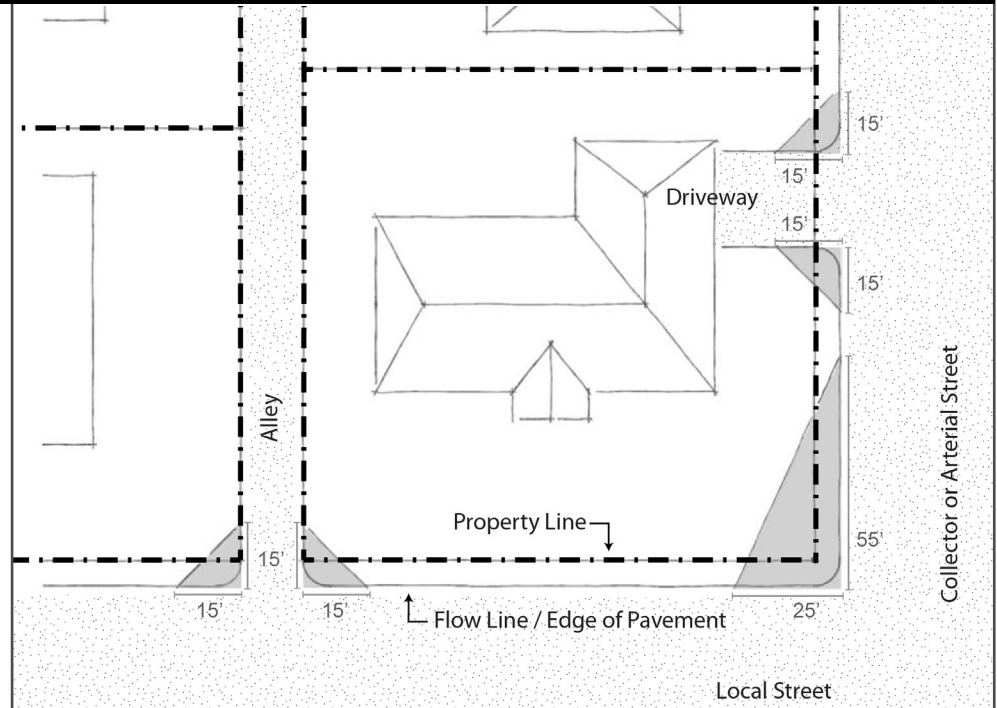 15’
15’
Driveway
15’
15’
Collector or Arterial Street
Alley
Property Line
55’
15’
15’
15’
25’
Flow Line / Edge of Pavement
Local Street